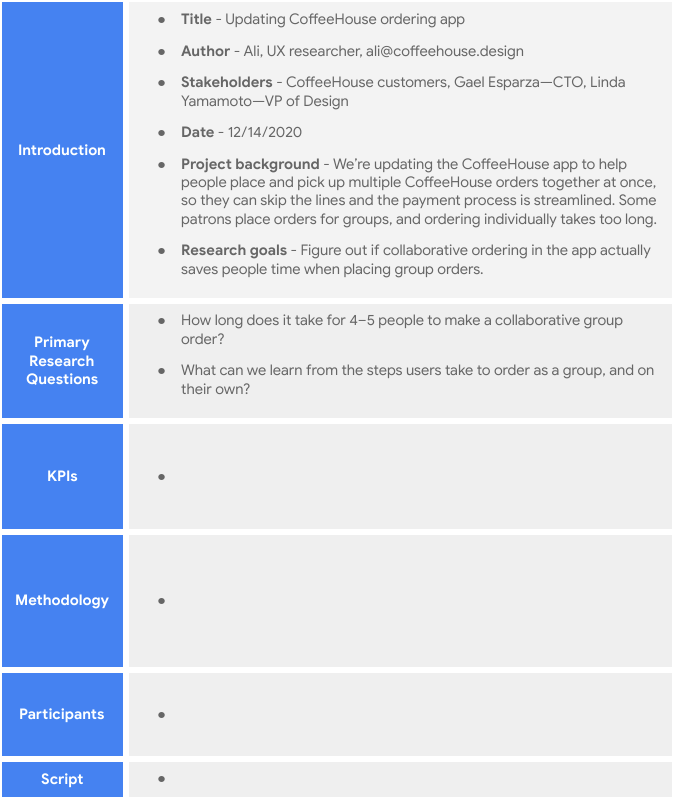 Introduction
● Title - Updating CoffeeHouse ordering app
● Author - Ali, UX researcher, ali@coffeehouse.design
● Stakeholders - CoffeeHouse customers, Gael Esparza—CTO, Linda
Yamamoto—VP of Design
● Date - 12/14/2020
● Project background - We’re updating the CoffeeHouse app to help
people place and pick up multiple CoffeeHouse orders together at once,
so they can skip the lines and the payment process is streamlined. Some
patrons place orders for groups, and ordering individually takes too long.
● Research goals - Figure out if collaborative ordering in the app actually
saves people time when placing group orders.
Primary
Research
Questions
● How long does it take for 4–5 people to make a collaborative group
order?
● What can we learn from the steps users take to order as a group, and on
their own?
KPIs
●
Methodology
●
Participants
●
Script
●